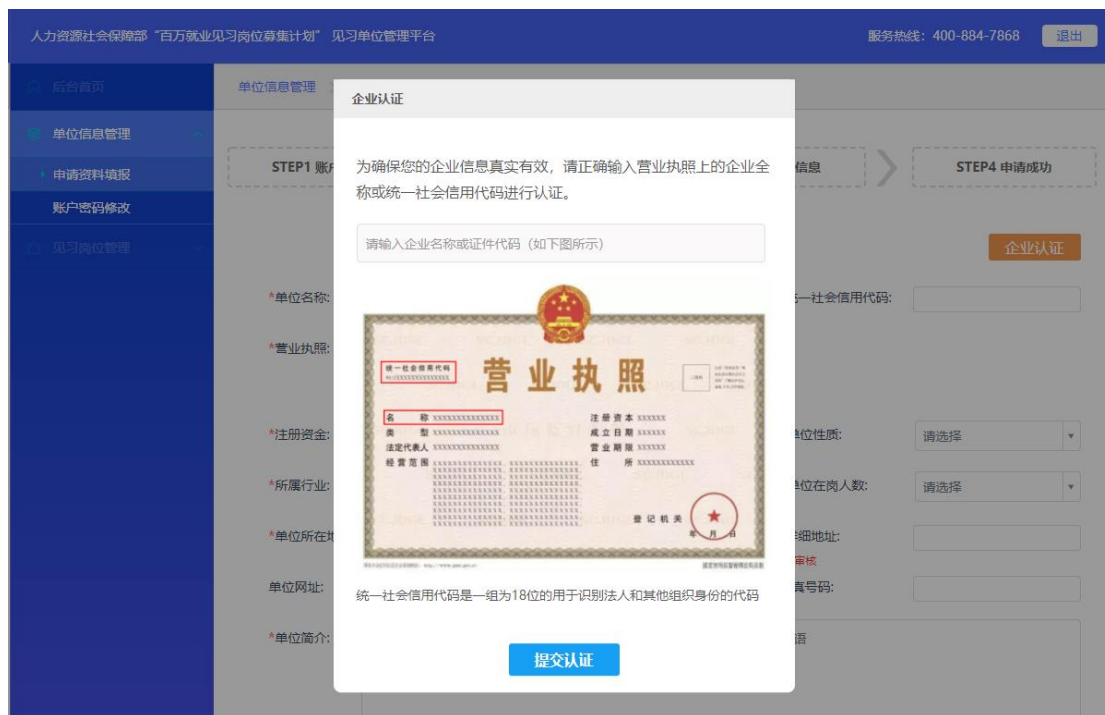 人力资源社会保障部“百万就业见习岗位募集计划” 见习单位管理平台
服务热线：400-884-7868
退出
后台首页
单位信息管理
申请资料填报
账户密码修改
见习岗位管理
单位信息管理
STEP1 账户
信息
STEP4 申请成功
企业认证
企业认证
为确保您的企业信息真实有效，请正确输入营业执照上的企业全
称或统一社会信用代码进行认证。
请输入企业名称或证件代码（如下图所示）
统一社会信用代码
营业执照
名 称 XXXXXXXXXXXXXX
类 型 XXXXXXXXXXXXXX
法定代表人 XXXXXXXXXXXXXX
经营范围
注册资本 XXXXXX
成立日期 XXXXXX
营业期限 XXXXXX
住 所 XXXXXXXXXXXX
登记机关
年 月 日
统一社会信用代码是一组为18位的用于识别法人和其他组织身份的代码
提交认证
*单位名称:
一社会信用代码:
*营业执照:
*注册资金:
单位性质:
请选择
*所属行业:
单位在岗人数:
请选择
*单位所在地
详细地址:
审核
单位网址:
真号码:
*单位简介:
语